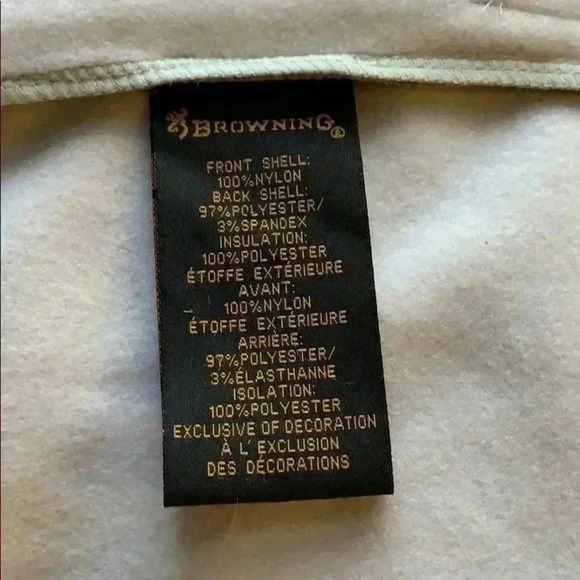 BROWNING®
FRONT SHELL:
100%NYLON
BACK SHELL:
97%POLYESTER/
3%SPANDEX
INSULATION:
100%POLYESTER
ÉTOFFE EXTÉRIEURE
AVANT:
100%NYLON
ÉTOFFE EXTÉRIEURE
ARRIÈRE:
97%POLYESTER/
3%ÉLASTHANNE
ISOLATION:
100%POLYESTER
EXCLUSIVE OF DECORATION
À L'EXCLUSION
DES DÉCORATIONS